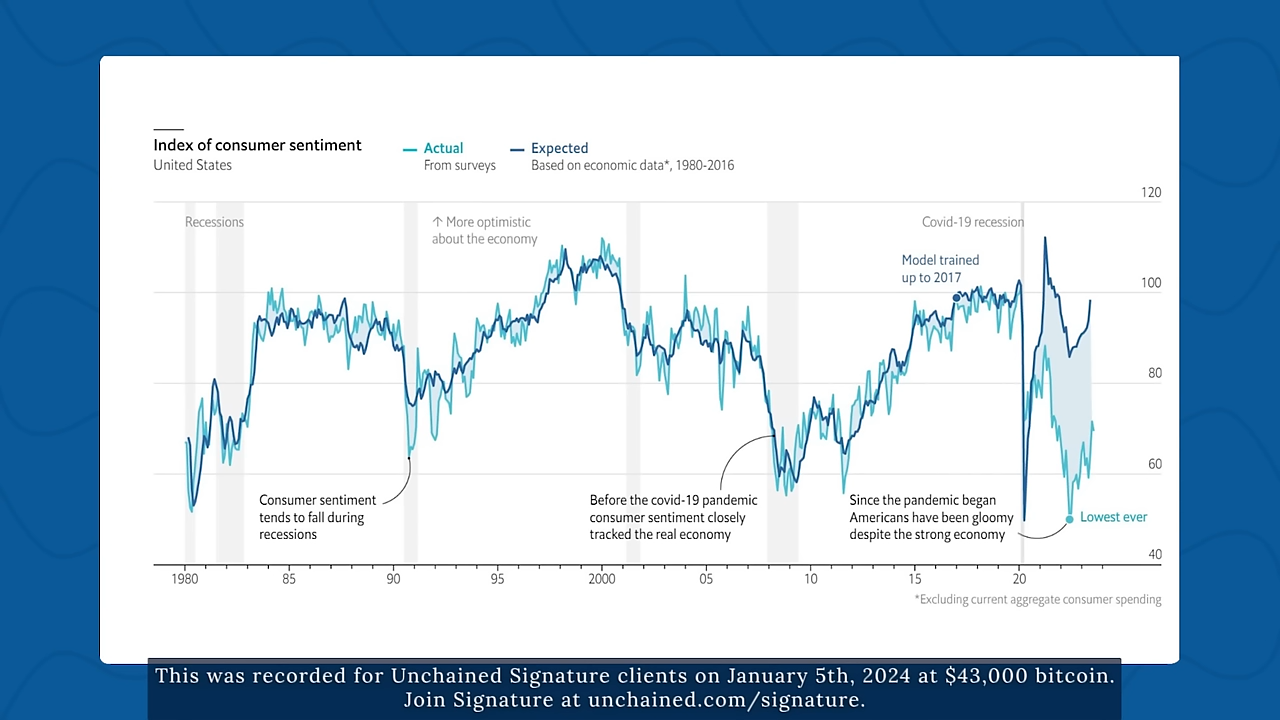 Index of consumer sentiment
United States
Actual
From surveys
Expected
Based on economic data*, 1980-2016
120
Recessions
↑ More optimistic
about the economy
Covid-19 recession
Model trained
up to 2017
100
80
60
Consumer sentiment
tends to fall during
recessions
Before the covid-19 pandemic
consumer sentiment closely
tracked the real economy
Since the pandemic began
Americans have been gloomy
despite the strong economy
Lowest ever
40
1980 85 90 95 2000 05 10 15 20
*Excluding current aggregate consumer spending
This was recorded for Unchained Signature clients on January 5th, 2024 at $43,000 bitcoin.
Join Signature at unchained.com/signature.